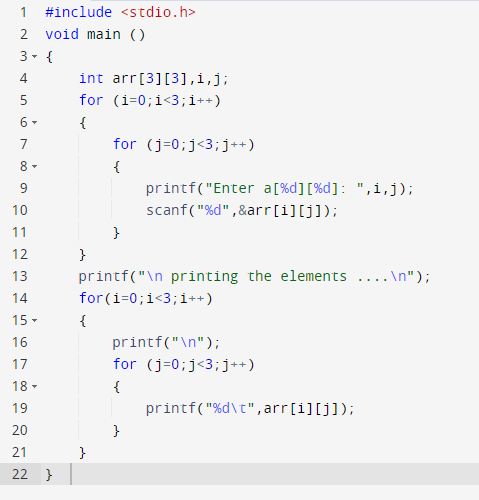 1 #include <stdio.h>
2 void main ()
3 {
4     int arr[3][3],i,j;
5     for (i=0;i<3;i++)
6     {
7         for (j=0;j<3;j++)
8         {
9             printf("Enter a[%d][%d]: ",i,j);
10             scanf("%d",&arr[i][j]);
11         }
12     }
13     printf("\n printing the elements ....\n");
14     for(i=0;i<3;i++)
15     {
16         printf("\n");
17         for (j=0;j<3;j++)
18         {
19             printf("%d\t",arr[i][j]);
20         }
21     }
22 }